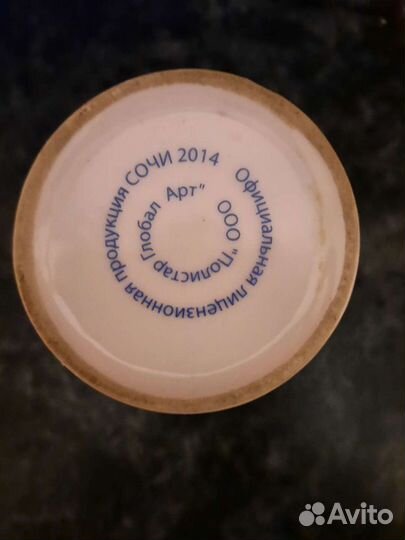 Официальная лицензионная продукция СОЧИ 2014
ООО "Полистар Глобал Арт"
Avito